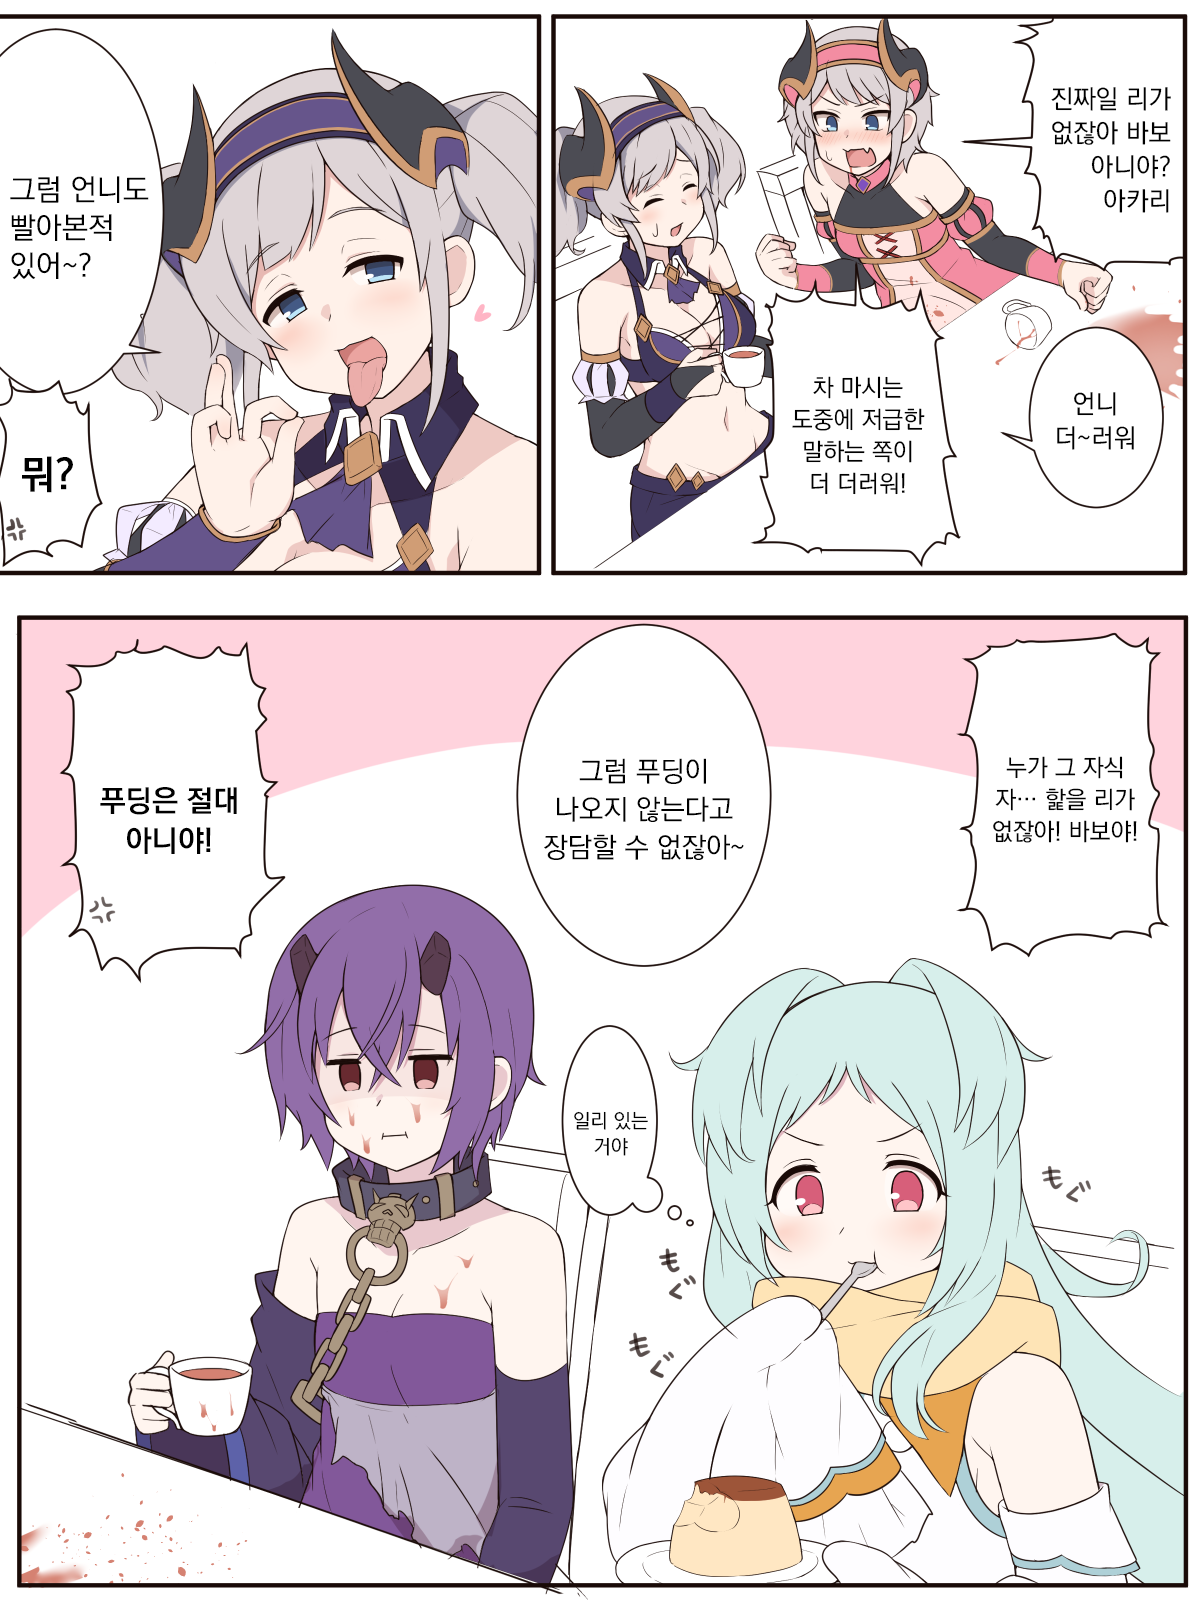 진짜일 리가
없잖아 바보
아니야?
아카리
언니
더~러워
차 마시는
도중에 저급한
말하는 쪽이
더 더러워!
그럼 언니도
빨아본적
있어~?
뭐?
누가 그 자식
자… 핥을 리가
없잖아! 바보야!
그럼 푸딩이
나오지 않는다고
장담할 수 없잖아~
푸딩은 절대
아니야!
일리 있는
거야
もぐ
もぐ
もぐ